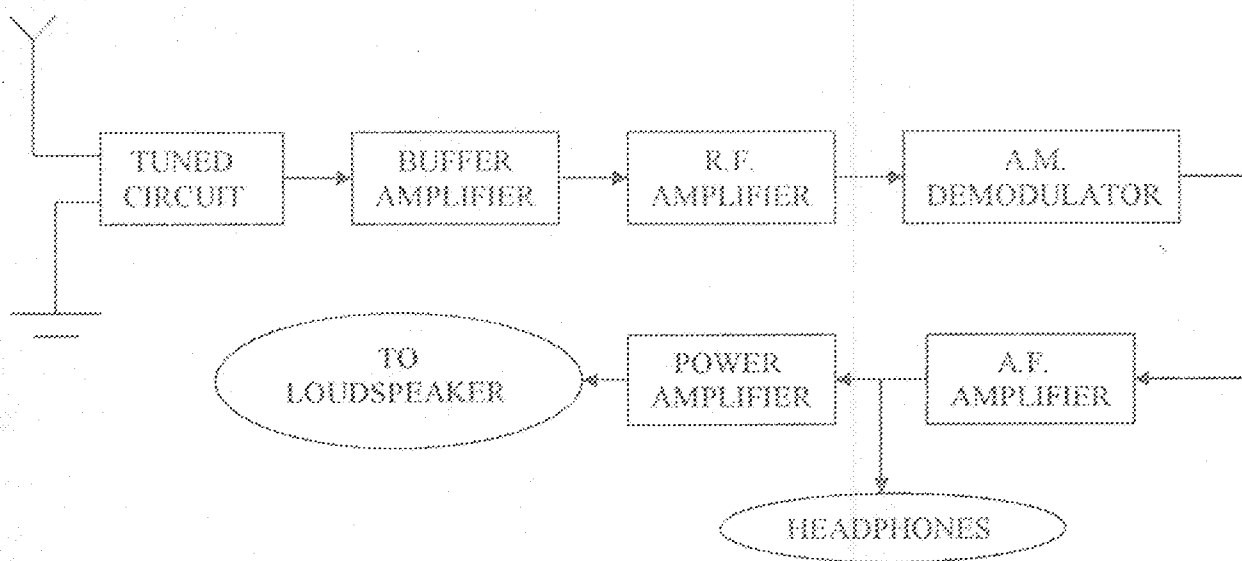 TUNED
CIRCUIT
BUFFER
AMPLIFIER
R.F.
AMPLIFIER
A.M.
DEMODULATOR
TO
LOUDSPEAKER
POWER
AMPLIFIER
A.F.
AMPLIFIER
HEADPHONES